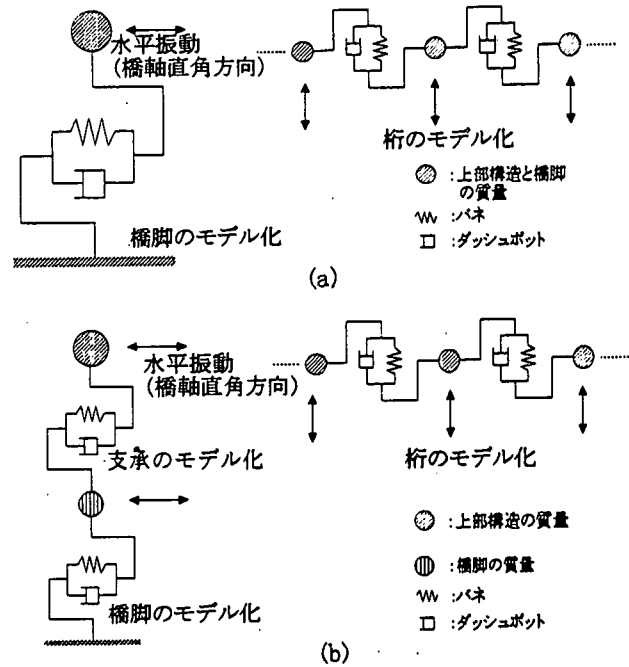 水平振動
(橋軸直角方向)
橋脚のモデル化
桁のモデル化
:上部構造と橋脚
の質量
:バネ
:ダッシュポット
(a)
水平振動
(橋軸直角方向)
支承のモデル化
橋脚のモデル化
桁のモデル化
:上部構造の質量
:橋脚の質量
:バネ
:ダッシュポット
(b)